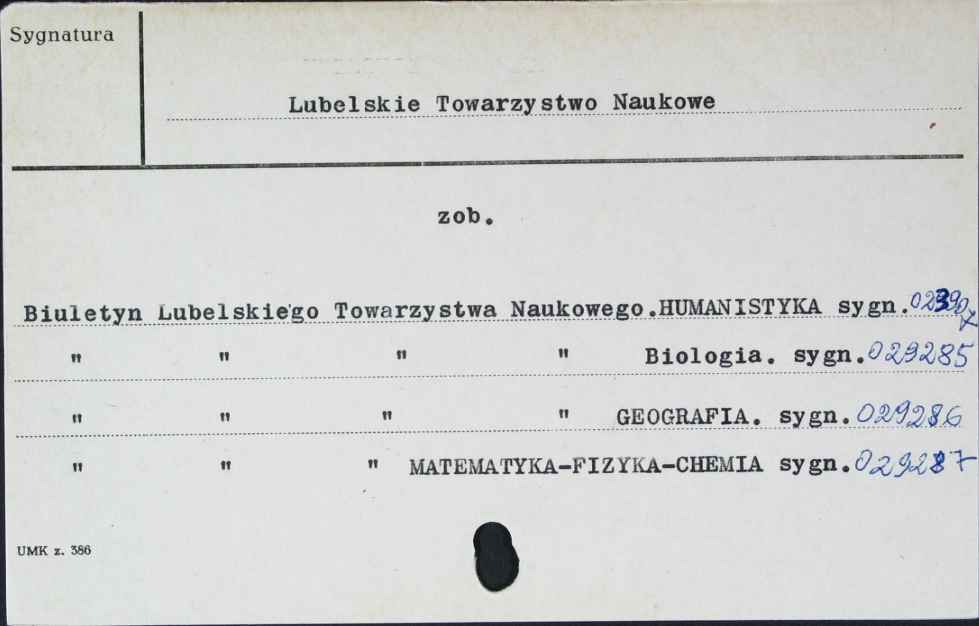 Sygnatura
Lubelskie Towarzystwo Naukowe
zob.
Biuletyn Lubelskiego Towarzystwa Naukowego.HUMANISTYKA sygn.
" " " " Biologia. sygn.029285
" " " " GEOGRAFIA. sygn.029286
" " " MATEMATYKA-FIZYKA-CHEMIA sygn.029287
UMK z. 386